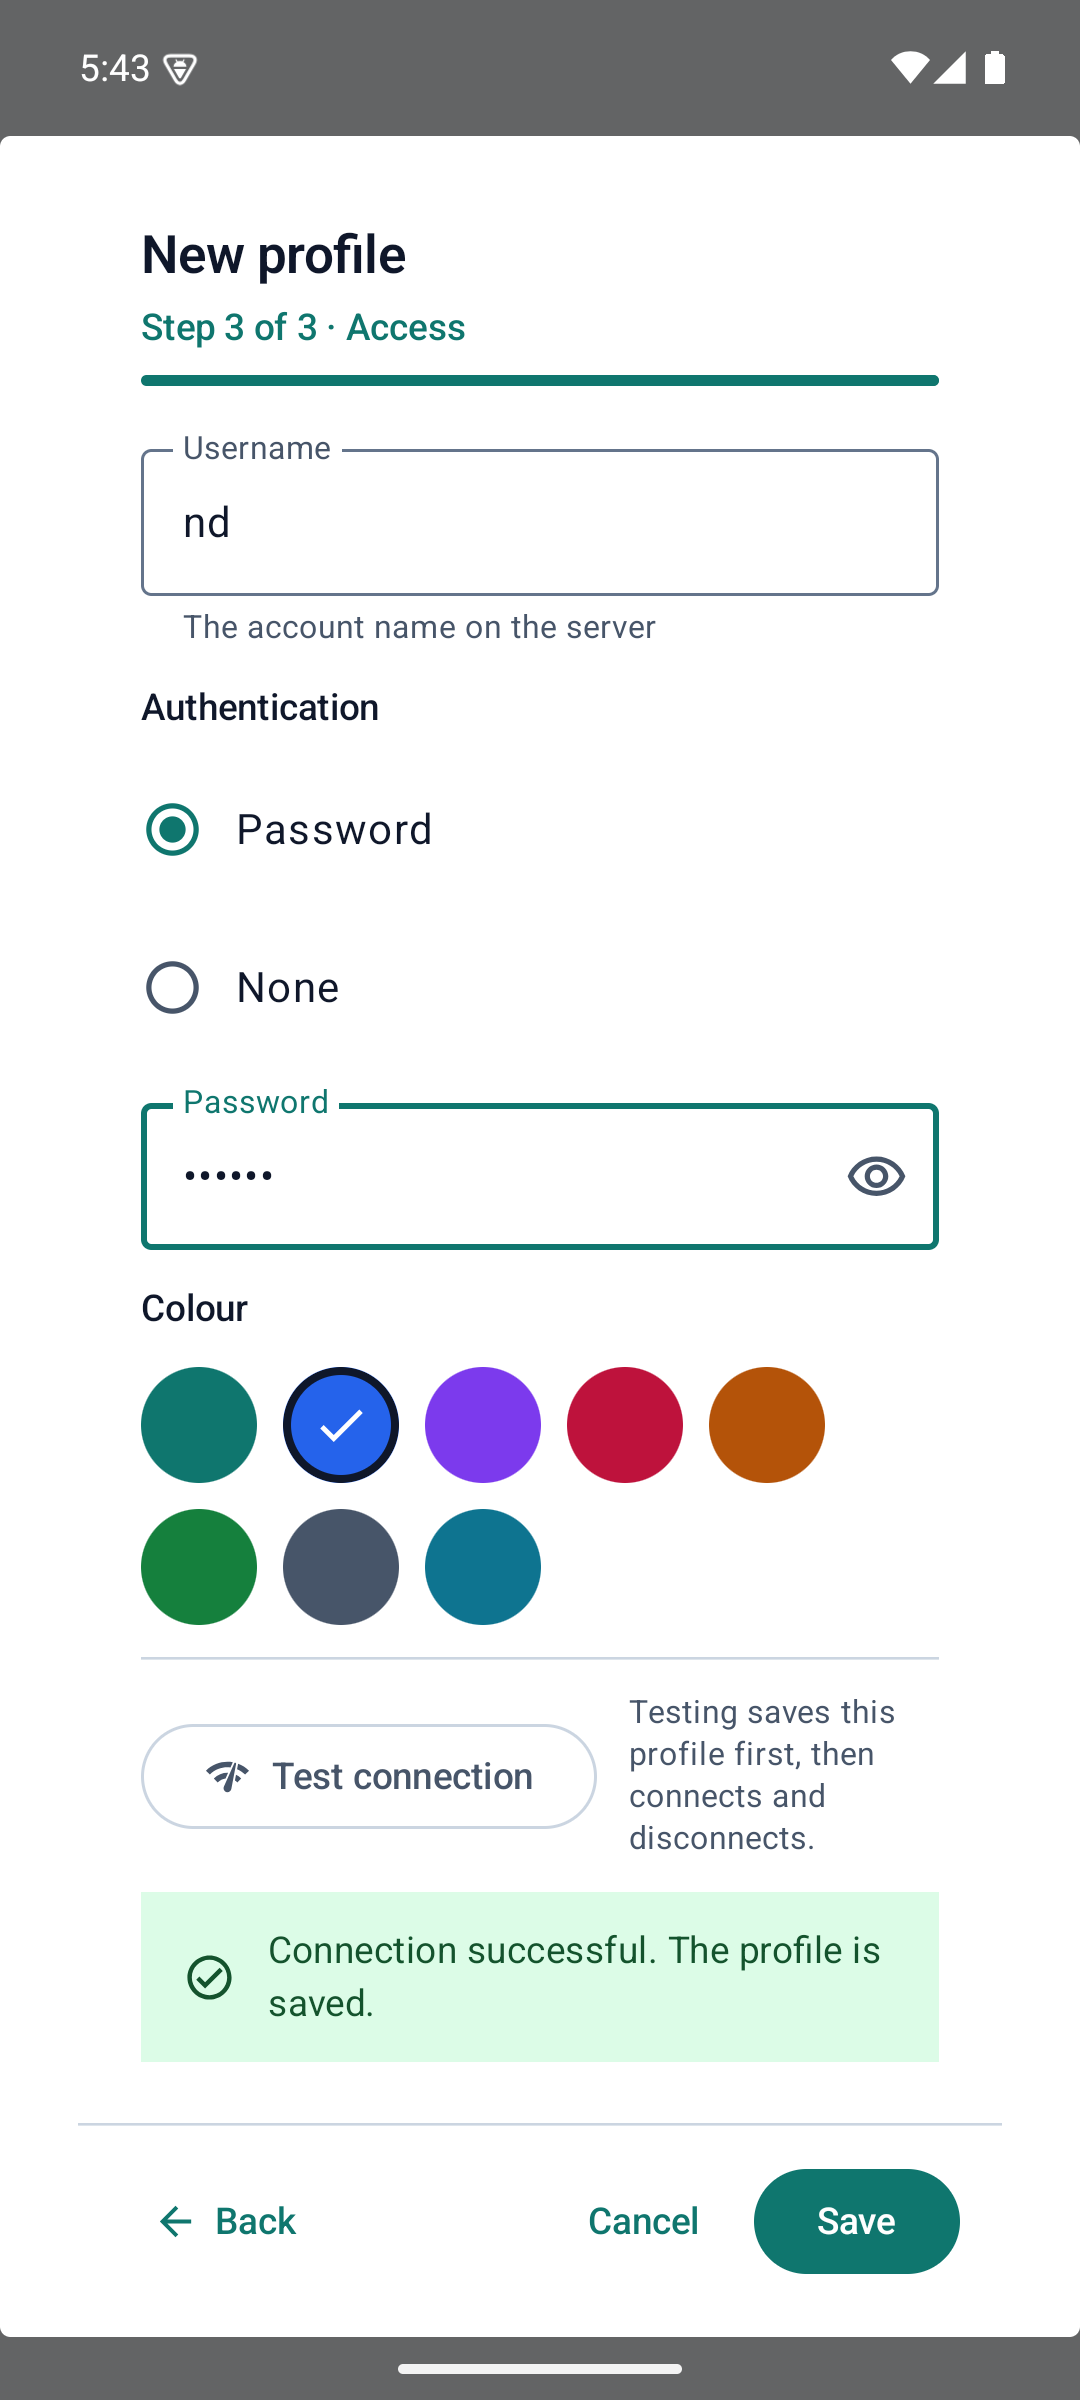 5:43
New profile
Step 3 of 3 · Access
Username
nd
The account name on the server
Authentication
Password
None
Password
••••••
Colour
Test connection
Testing saves this
profile first, then
connects and
disconnects.
Connection successful. The profile is
saved.
Back
Cancel
Save